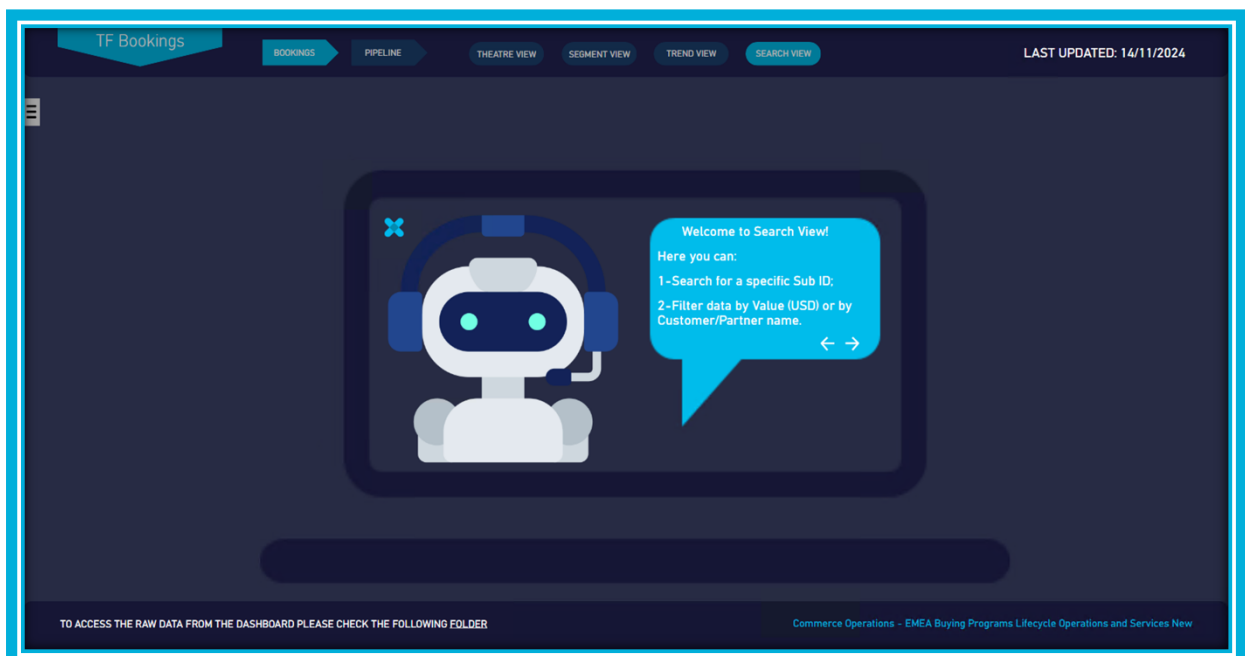 TF Bookings
BOOKINGS
PIPELINE
THEATRE VIEW
SEGMENT VIEW
TREND VIEW
SEARCH VIEW
LAST UPDATED: 14/11/2024
Welcome to Search View!
Here you can:
1-Search for a specific Sub ID;
2-Filter data by Value (USD) or by
Customer/Partner name.
TO ACCESS THE RAW DATA FROM THE DASHBOARD PLEASE CHECK THE FOLLOWING FOLDER
Commerce Operations - EMEA Buying Programs Lifecycle Operations and Services New